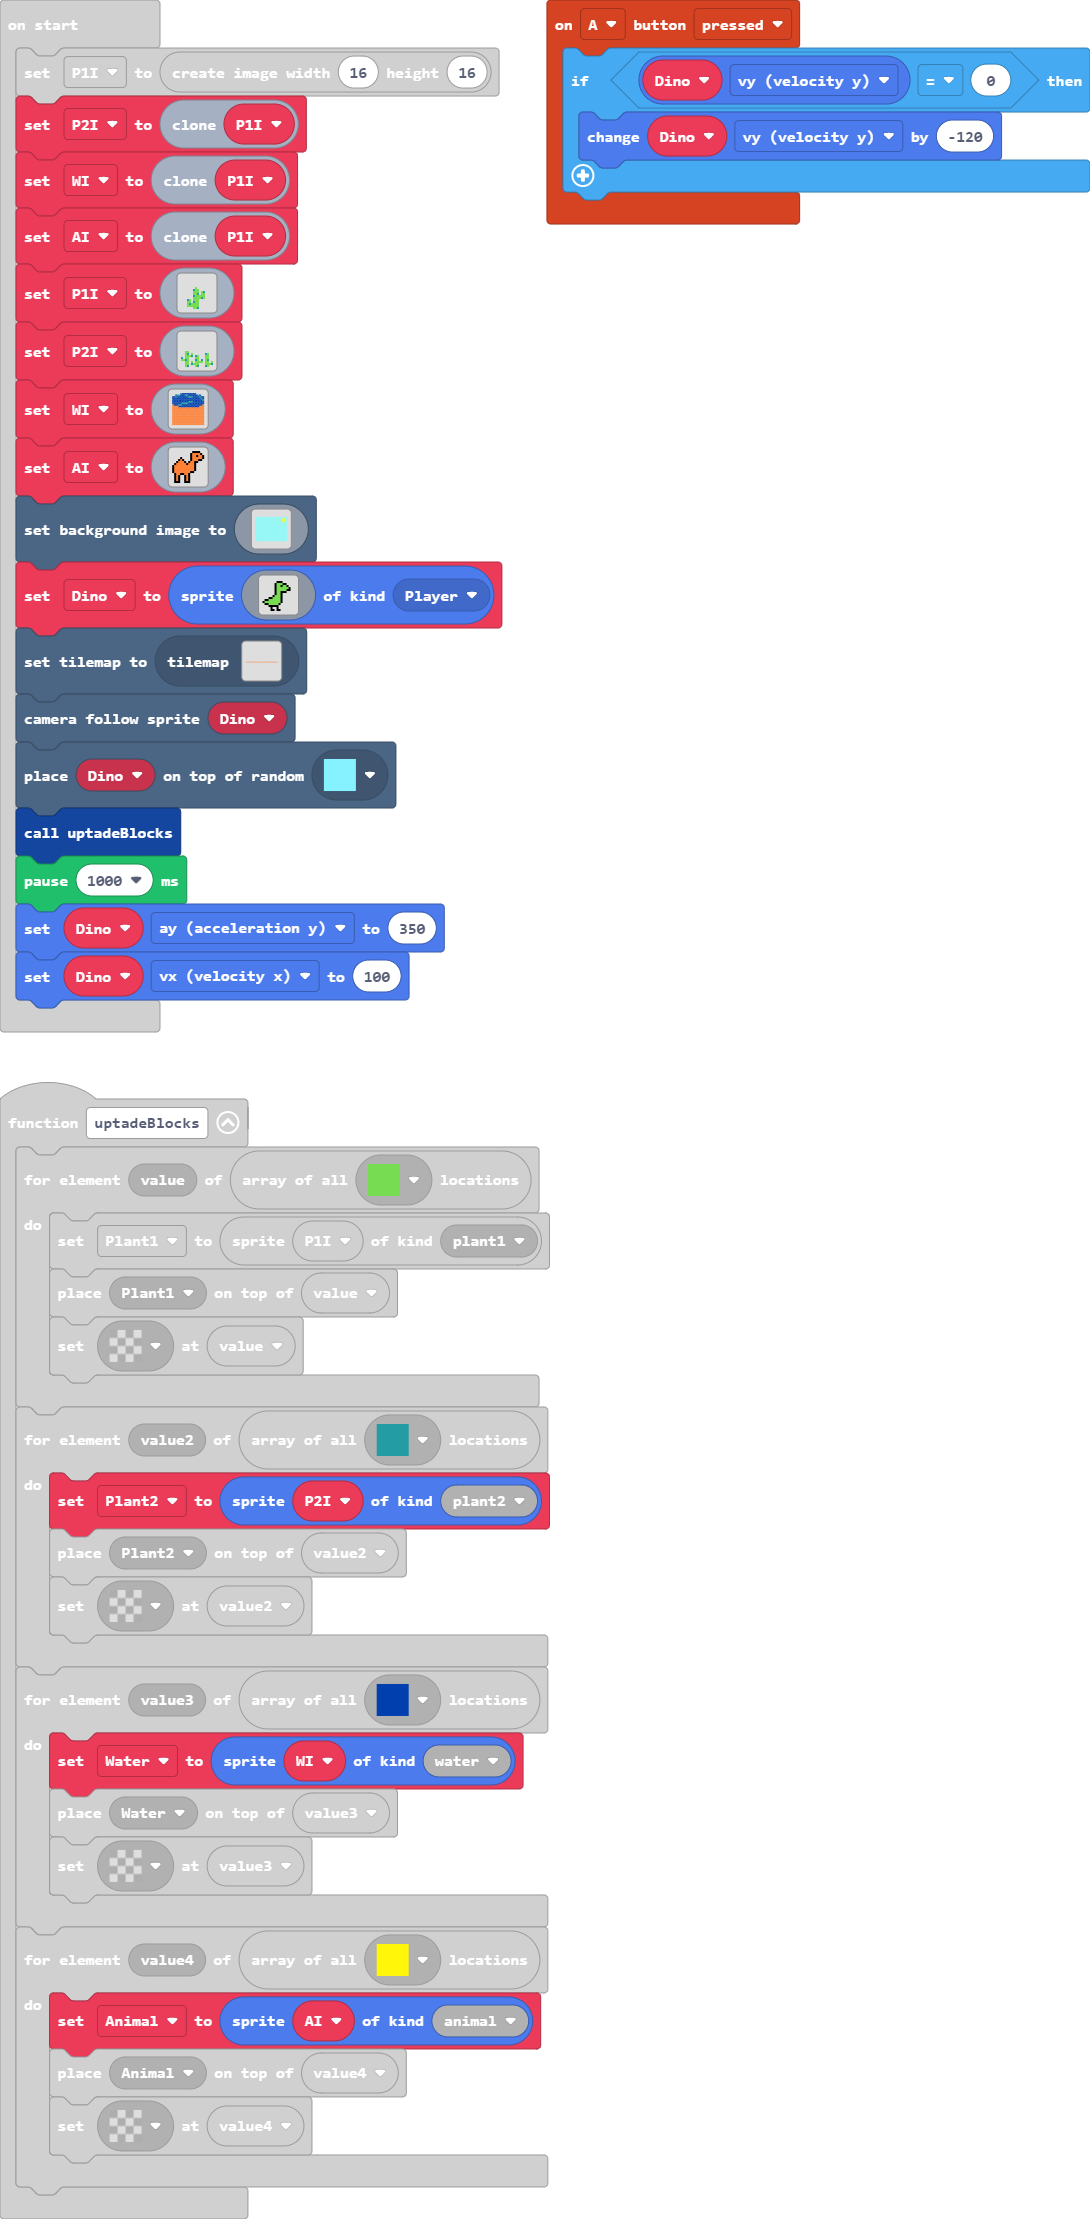 on start
set P1I to create image width 16 height 16
set P2I to clone P1I
set WI to clone P1I
set AI to clone P1I
set P1I to
set P2I to
set WI to
set AI to
set background image to
set Dino to sprite of kind Player
set tilemap to tilemap
camera follow sprite Dino
place Dino on top of random
call uptadeBlocks
pause 1000 ms
set Dino ay (acceleration y) to 350
set Dino vx (velocity x) to 100
on A button pressed
if Dino vy (velocity y) = 0 then
change Dino vy (velocity y) by -120
function uptadeBlocks
for element value of array of all locations
do
set Plant1 to sprite P1I of kind plant1
place Plant1 on top of value
set at value
for element value2 of array of all locations
do
set Plant2 to sprite P2I of kind plant2
place Plant2 on top of value2
set at value2
for element value3 of array of all locations
do
set Water to sprite WI of kind water
place Water on top of value3
set at value3
for element value4 of array of all locations
do
set Animal to sprite AI of kind animal
place Animal on top of value4
set at value4